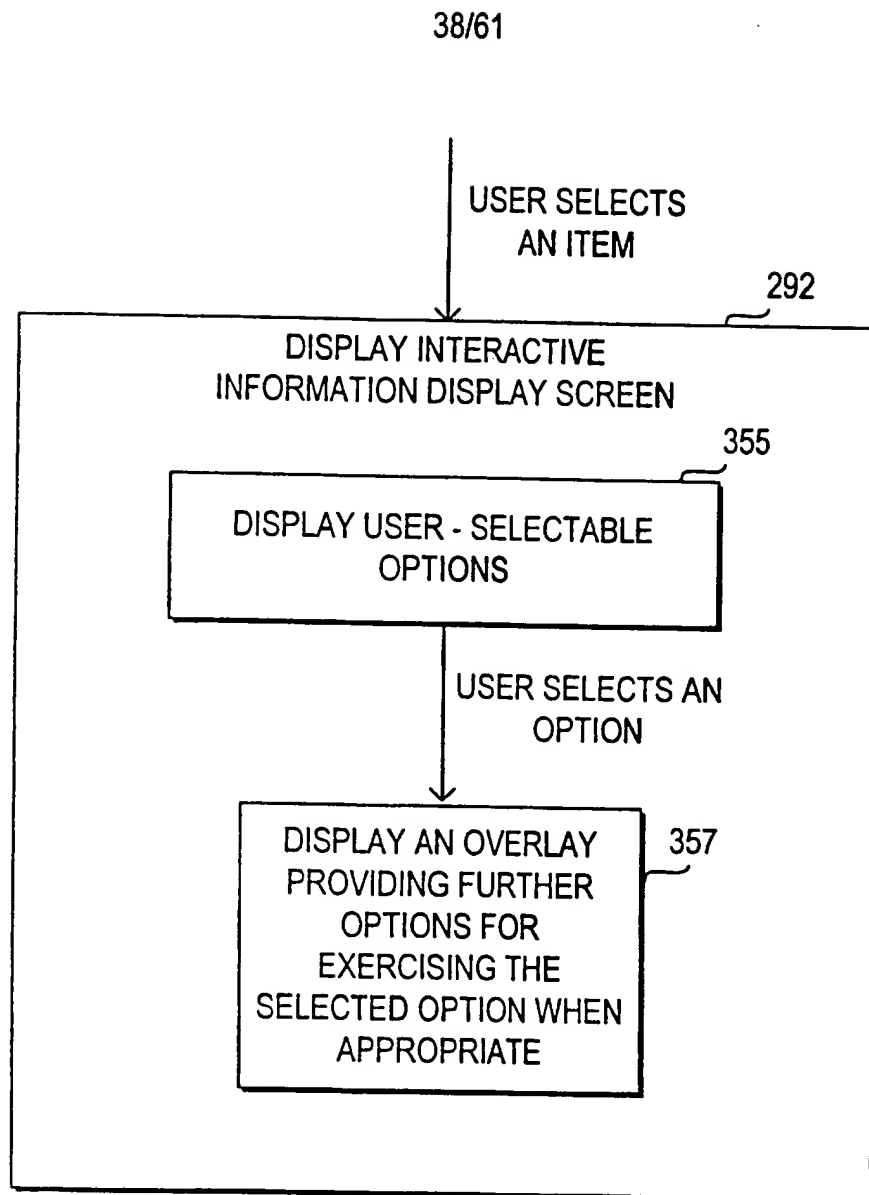 38/61
USER SELECTS
AN ITEM
292
DISPLAY INTERACTIVE
INFORMATION DISPLAY SCREEN
355
DISPLAY USER - SELECTABLE
OPTIONS
USER SELECTS AN
OPTION
DISPLAY AN OVERLAY
PROVIDING FURTHER
OPTIONS FOR
EXERCISING THE
SELECTED OPTION WHEN
APPROPRIATE
357